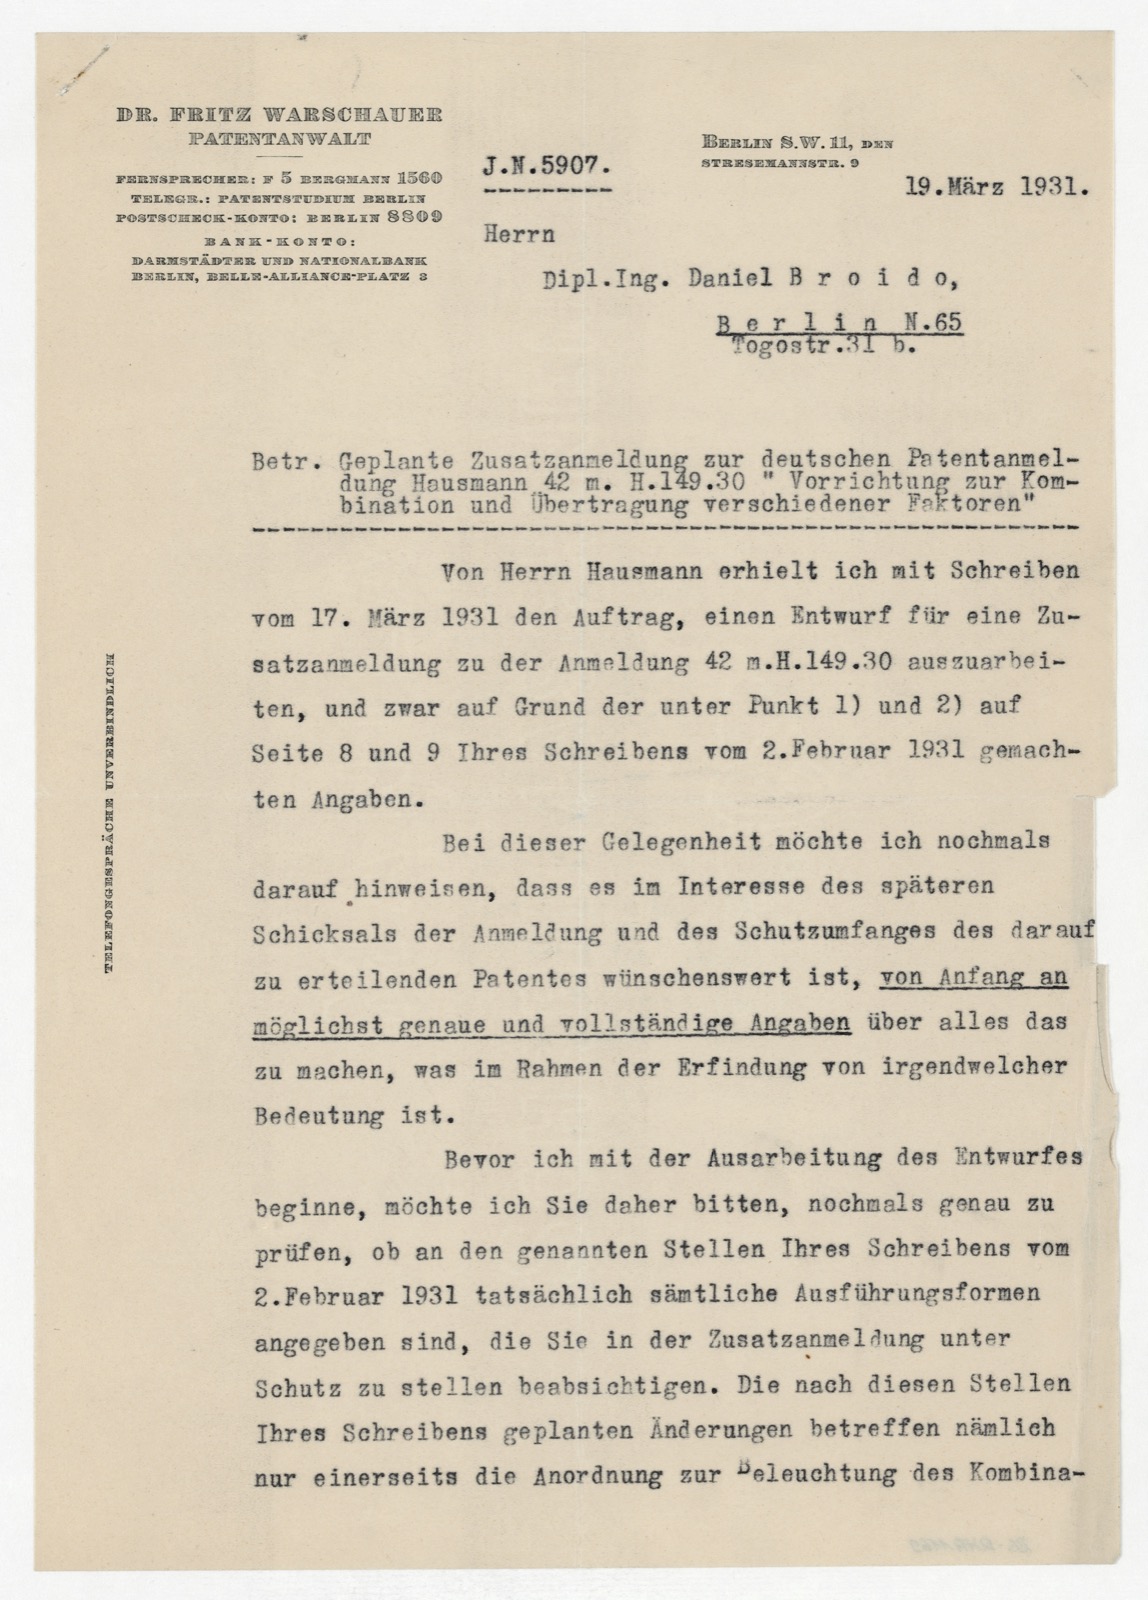 DR. FRITZ WARSCHAUER
PATENTANWALT
FERNSPRECHER: F 5 BERGMANN 1560
TELEGR.: PATENTSTUDIUM BERLIN
POSTSCHECK-KONTO: BERLIN 8809
BANK-KONTO:
DARMSTÄDTER UND NATIONALBANK
BERLIN, BELLE-ALLIANCE-PLATZ 3
J.N.5907.
BERLIN S.W. 11, DEN
STRESEMANNSTR. 9
19.März 1931.
Herrn
Dipl.Ing. Daniel B r o i d o,
B e r l i n N.65
Togostr.31 b.
Betr. Geplante Zusatzanmeldung zur deutschen Patentanmel-
dung Hausmann 42 m. H.149.30 " Vorrichtung zur Kom-
bination und Übertragung verschiedener Faktoren"
Von Herrn Hausmann erhielt ich mit Schreiben
vom 17. März 1931 den Auftrag, einen Entwurf für eine Zu-
satzanmeldung zu der Anmeldung 42 m.H.149.30 auszuarbei-
ten, und zwar auf Grund der unter Punkt 1) und 2) auf
Seite 8 und 9 Ihres Schreibens vom 2.Februar 1931 gemach-
ten Angaben.
Bei dieser Gelegenheit möchte ich nochmals
darauf hinweisen, dass es im Interesse des späteren
Schicksals der Anmeldung und des Schutzumfanges des darauf
zu erteilenden Patentes wünschenswert ist, von Anfang an
möglichst genaue und vollständige Angaben über alles das
zu machen, was im Rahmen der Erfindung von irgendwelcher
Bedeutung ist.
Bevor ich mit der Ausarbeitung des Entwurfes
beginne, möchte ich Sie daher bitten, nochmals genau zu
prüfen, ob an den genannten Stellen Ihres Schreibens vom
2.Februar 1931 tatsächlich sämtliche Ausführungsformen
angegeben sind, die Sie in der Zusatzanmeldung unter
Schutz zu stellen beabsichtigen. Die nach diesen Stellen
Ihres Schreibens geplanten Änderungen betreffen nämlich
nur einerseits die Anordnung zur Beleuchtung des Kombina-
TELEFONGESPRÄCHE UNVERBINDLICH